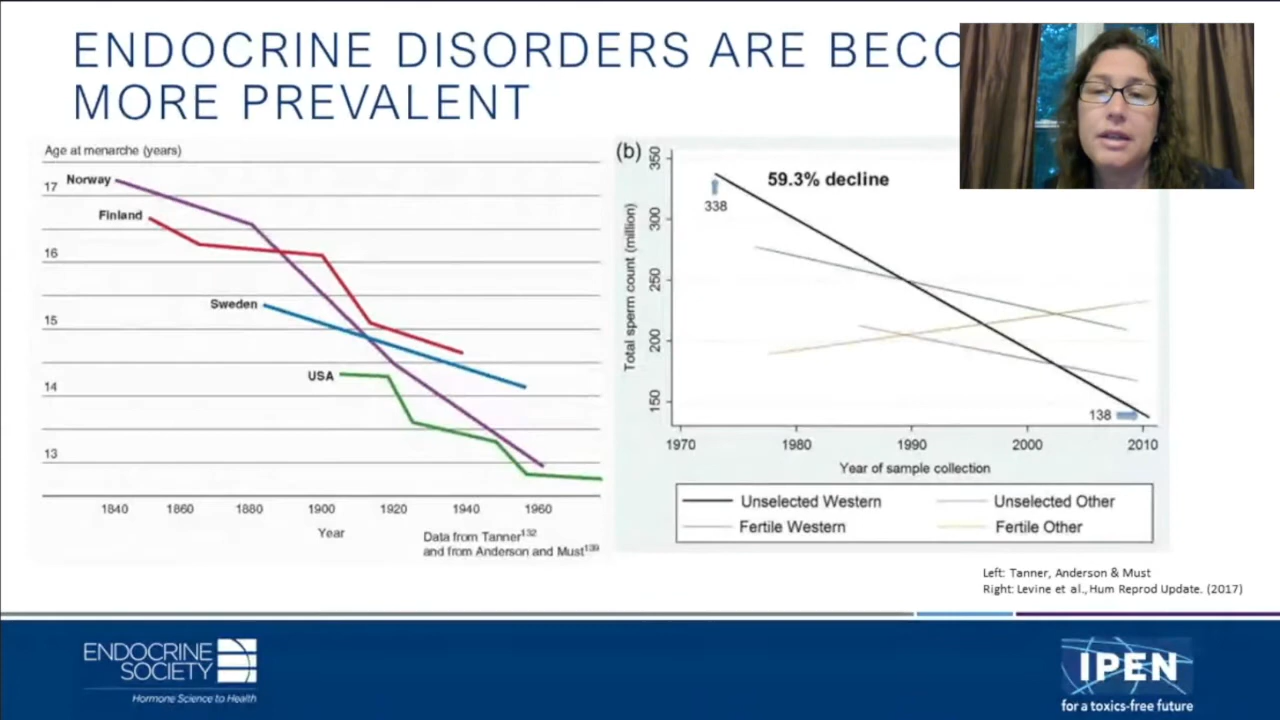 ENDOCRINE DISORDERS ARE BECO
MORE PREVALENT
Age at menarche (years)
17
16
15
14
13
Norway
Finland
Sweden
USA
1840 1860 1880 1900 1920 1940 1960
Year
Data from Tanner132
and from Anderson and Must139
(b)
59.3% decline
338
138
Total sperm count (million)
350
300
250
200
150
1970 1980 1990 2000 2010
Year of sample collection
Unselected Western Unselected Other
Fertile Western Fertile Other
Left: Tanner, Anderson & Must
Right: Levine et al., Hum Reprod Update. (2017)
ENDOCRINE
SOCIETY
Hormone Science to Health
IPEN
for a toxics-free future